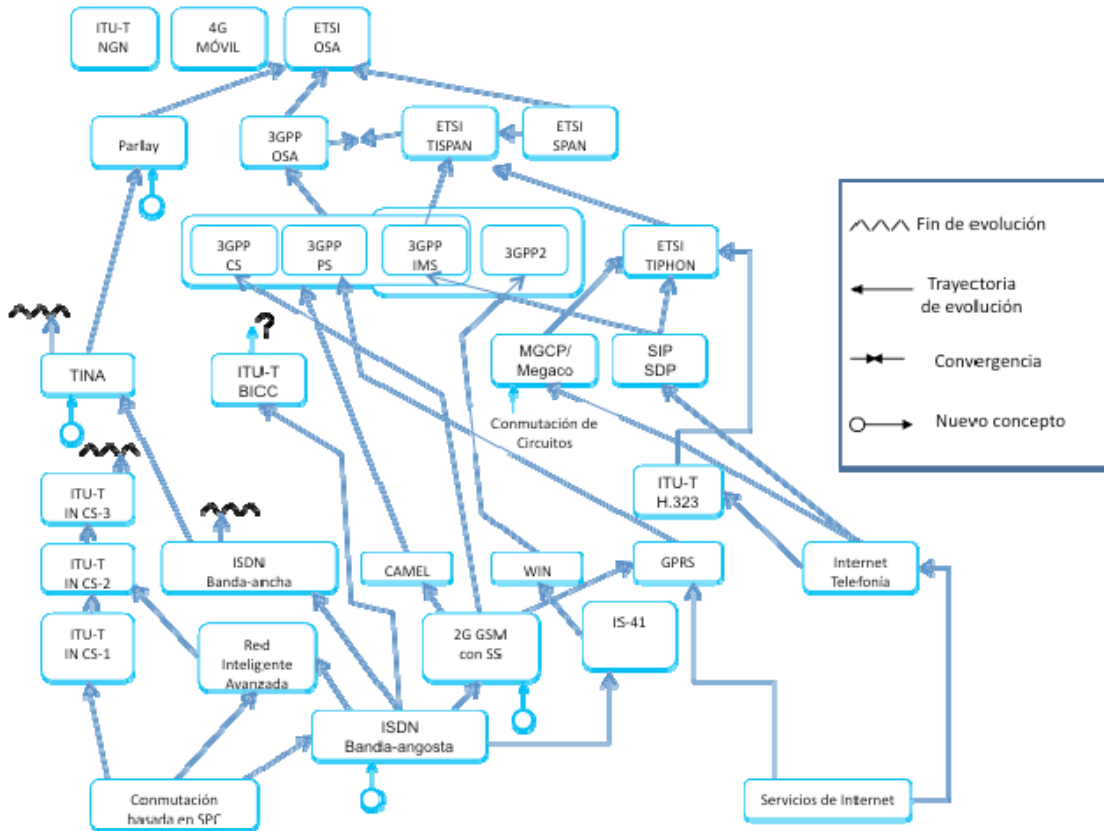 ITU-T
NGN
4G
MÓVIL
ETSI
OSA
Parlay
3GPP
OSA
ETSI
TISPAN
ETSI
SPAN
3GPP
CS
3GPP
PS
3GPP
IMS
3GPP2
ETSI
TIPHON
Fin de evolución
Trayectoria
de evolución
Convergencia
Nuevo concepto
TINA
?
ITU-T
BICC
MGCP/
Megaco
SIP
SDP
Conmutación de
Circuitos
ITU-T
IN CS-3
ITU-T
H.323
ITU-T
IN CS-2
ISDN
Banda-ancha
CAMEL
WIN
GPRS
Internet
Telefonía
ITU-T
IN CS-1
Red
Inteligente
Avanzada
2G GSM
con SS
IS-41
ISDN
Banda-angosta
Conmutación
basada en SPC
Servicios de Internet